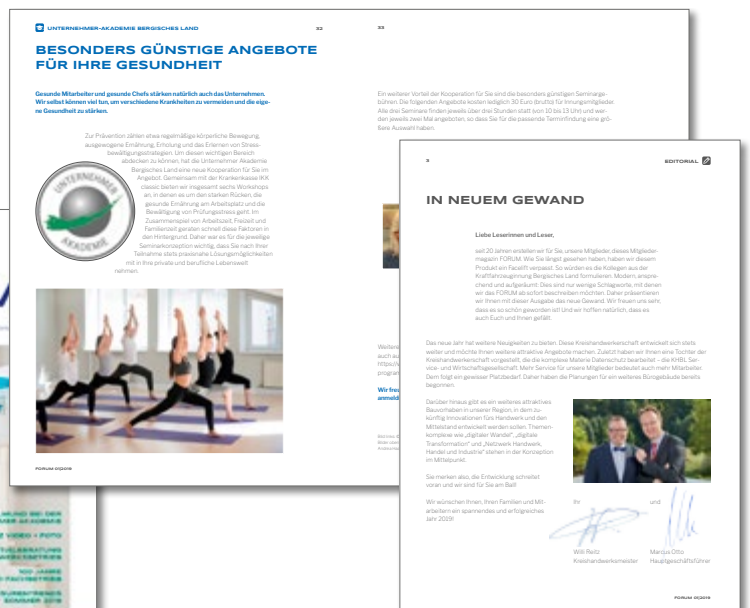 UNTERNEHMER-AKADEMIE BERGISCHES LAND
32
BESONDERS GÜNSTIGE ANGEBOTE
FÜR IHRE GESUNDHEIT
Gesunde Mitarbeiter und gesunde Chefs stärken natürlich auch das Unternehmen.
Wir selbst können viel tun, um verschiedene Krankheiten zu vermeiden und die eige-
ne Gesundheit zu stärken.
Zur Prävention zählen etwa regelmäßige körperliche Bewegung,
ausgewogene Ernährung, Erholung und das Erlernen von Stress-
bewältigungsstrategien. Um diesen wichtigen Bereich
abdecken zu können, hat die Unternehmer Akademie
Bergisches Land eine neue Kooperation für Sie im
Angebot: Gemeinsam mit der Krankenkasse IKK
classic bieten wir insgesamt sechs Workshops
an, in denen es um den starken Rücken, die
gesunde Ernährung am Arbeitsplatz und die
Bewältigung von Prüfungsstress geht. Im
Zusammenspiel von Arbeitszeit, Freizeit und
Familienzeit geraten schnell diese Faktoren in
den Hintergrund. Daher war es für die jeweilige
Seminarkonzeption wichtig, dass Sie nach Ihrer
Teilnahme stets praxisnahe Lösungsmöglichkeiten
mit in Ihre private und berufliche Lebenswelt
nehmen.
UNTERNEHMER
AKADEMIE
FORUM 01|2019
33
Ein weiterer Vorteil der Kooperation für Sie sind die besonders günstigen Seminarge-
bühren. Die folgenden Angebote kosten lediglich 30 Euro (brutto) für Innungsmitglieder.
Alle drei Seminare finden jeweils über drei Stunden statt (von 10 bis 13 Uhr) und wer-
den jeweils zwei Mal angeboten, so dass Sie für die passende Terminfindung eine grö-
ßere Auswahl haben:
Weitere
auch au
https://
program
Wir freu
anmeld
3
EDITORIAL
IN NEUEM GEWAND
Liebe Leserinnen und Leser,
seit 20 Jahren erstellen wir für Sie, unsere Mitglieder, dieses Mitglieder-
magazin FORUM. Wie Sie längst gesehen haben, haben wir diesem
Produkt ein Facelift verpasst. So würden es die Kollegen aus der
Kraftfahrzeuginnung Bergisches Land formulieren. Modern, anspre-
chend und aufgeräumt: Dies sind nur wenige Schlagworte, mit denen
wir das FORUM ab sofort beschreiben möchten. Daher präsentieren
wir Ihnen mit dieser Ausgabe das neue Gewand. Wir freuen uns sehr,
dass es so schön geworden ist! Und wir hoffen natürlich, dass es
auch Euch und Ihnen gefällt.
Das neue Jahr hat weitere Neuigkeiten zu bieten. Diese Kreishandwerkerschaft entwickelt sich stets
weiter und möchte Ihnen weitere attraktive Angebote machen. Zuletzt haben wir Ihnen eine Tochter der
Kreishandwerkerschaft vorgestellt, die die komplexe Materie Datenschutz bearbeitet – die KHBL Ser-
vice- und Wirtschaftsgesellschaft. Mehr Service für unsere Mitglieder bedeutet auch mehr Mitarbeiter.
Dem folgt ein gewisser Platzbedarf. Daher haben die Planungen für ein weiteres Bürogebäude bereits
begonnen.
Darüber hinaus gibt es ein weiteres attraktives
Bauvorhaben in unserer Region, in dem zu-
künftig Innovationen fürs Handwerk und den
Mittelstand entwickelt werden sollen. Themen-
komplexe wie „digitaler Wandel“, „digitale
Transformation“ und „Netzwerk Handwerk,
Handel und Industrie“ stehen in der Konzeption
im Mittelpunkt.
Sie merken also, die Entwicklung schreitet
voran und wir sind für Sie am Ball!
Wir wünschen Ihnen, Ihren Familien und Mit-
arbeitern ein spannendes und erfolgreiches
Jahr 2019!
Ihr und
Willi Reitz Marcus Otto
Kreishandwerksmeister Hauptgeschäftsführer
FORUM 01|2019